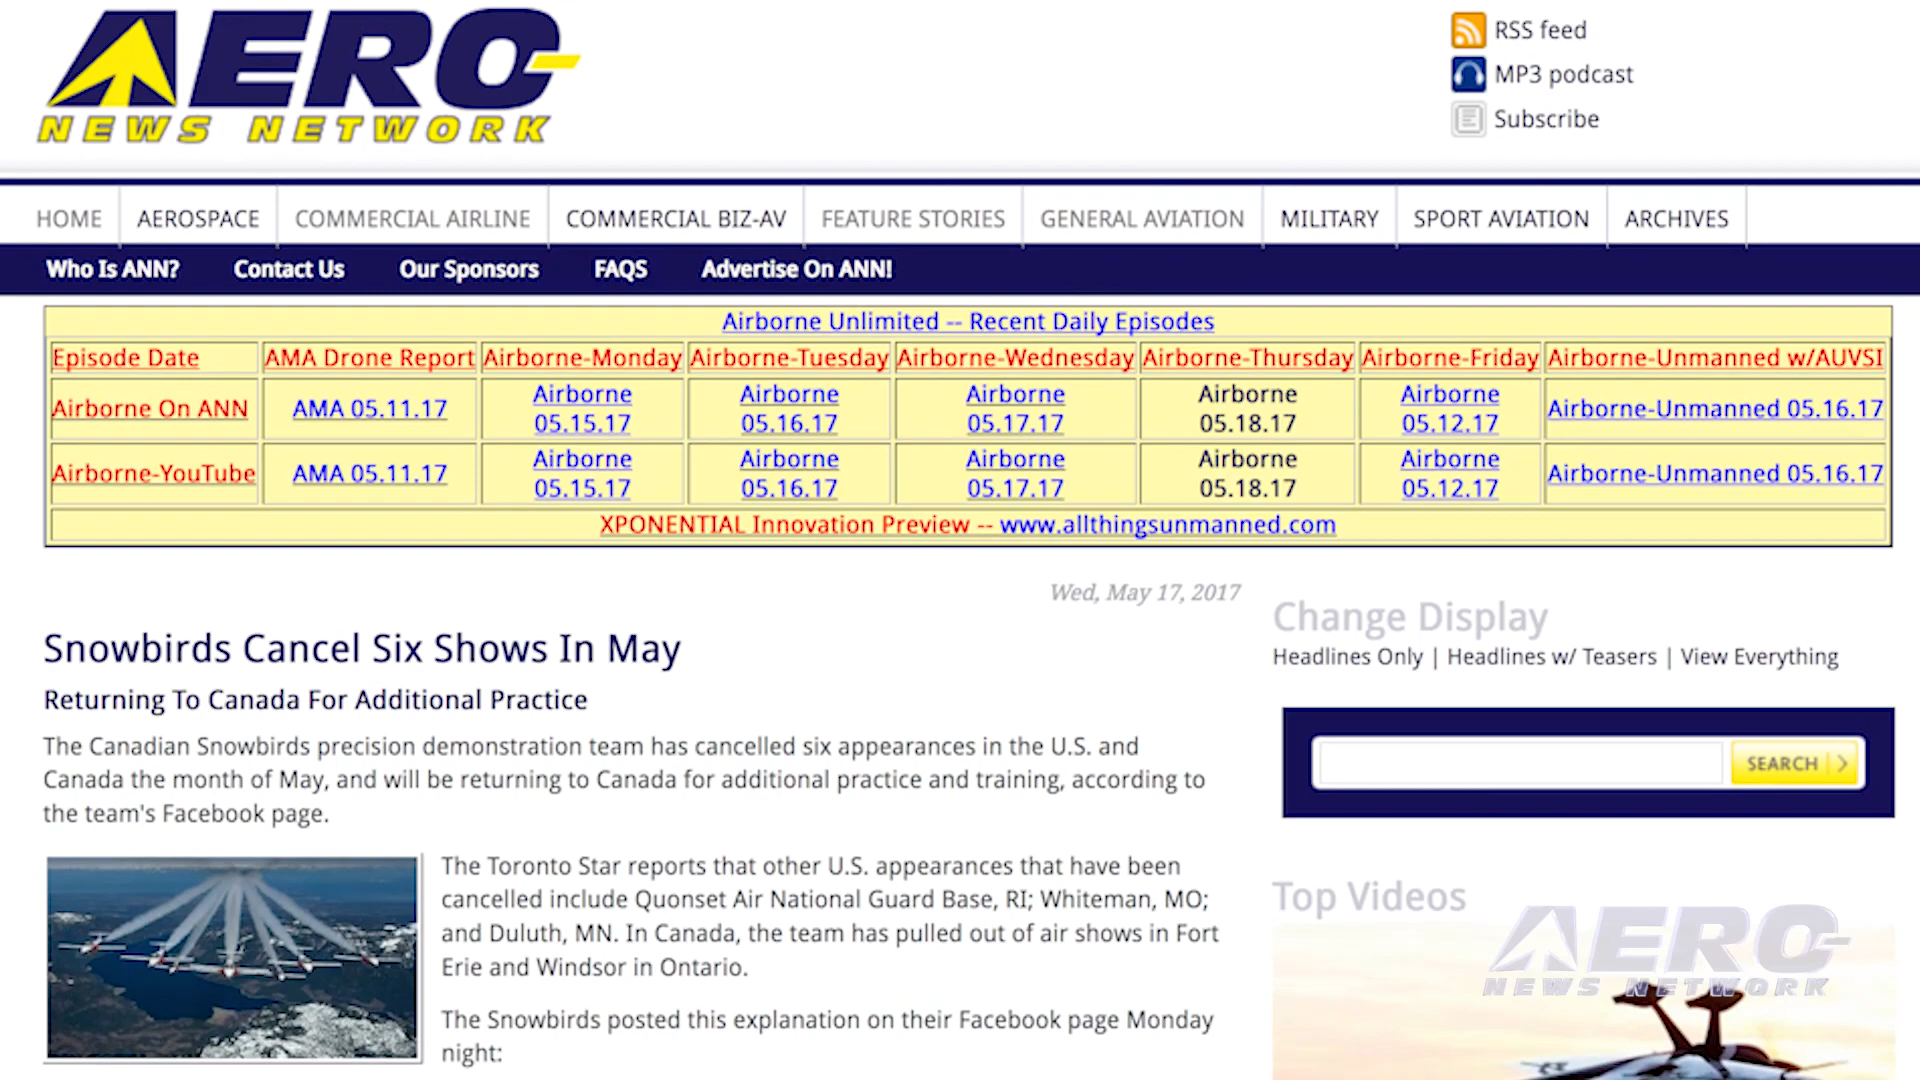 AERO
NEWS NETWORK
RSS feed
MP3 podcast
Subscribe
HOME AEROSPACE COMMERCIAL AIRLINE COMMERCIAL BIZ-AV FEATURE STORIES GENERAL AVIATION MILITARY SPORT AVIATION ARCHIVES
Who Is ANN? Contact Us Our Sponsors FAQS Advertise On ANN!
Airborne Unlimited -- Recent Daily Episodes
Episode Date AMA Drone Report Airborne-Monday Airborne-Tuesday Airborne-Wednesday Airborne-Thursday Airborne-Friday Airborne-Unmanned w/AUVSI
Airborne On ANN AMA 05.11.17 Airborne 05.15.17 Airborne 05.16.17 Airborne 05.17.17 Airborne 05.18.17 Airborne 05.12.17 Airborne-Unmanned 05.16.17
Airborne-YouTube AMA 05.11.17 Airborne 05.15.17 Airborne 05.16.17 Airborne 05.17.17 Airborne 05.18.17 Airborne 05.12.17 Airborne-Unmanned 05.16.17
XPONENTIAL Innovation Preview -- www.allthingsunmanned.com
Wed, May 17, 2017
Snowbirds Cancel Six Shows In May
Returning To Canada For Additional Practice
The Canadian Snowbirds precision demonstration team has cancelled six appearances in the U.S. and
Canada the month of May, and will be returning to Canada for additional practice and training, according to
the team's Facebook page.
The Toronto Star reports that other U.S. appearances that have been
cancelled include Quonset Air National Guard Base, RI; Whiteman, MO;
and Duluth, MN. In Canada, the team has pulled out of air shows in Fort
Erie and Windsor in Ontario.
The Snowbirds posted this explanation on their Facebook page Monday
night:
Change Display
Headlines Only | Headlines w/ Teasers | View Everything
SEARCH
Top Videos
AERO
NEWS NETWORK